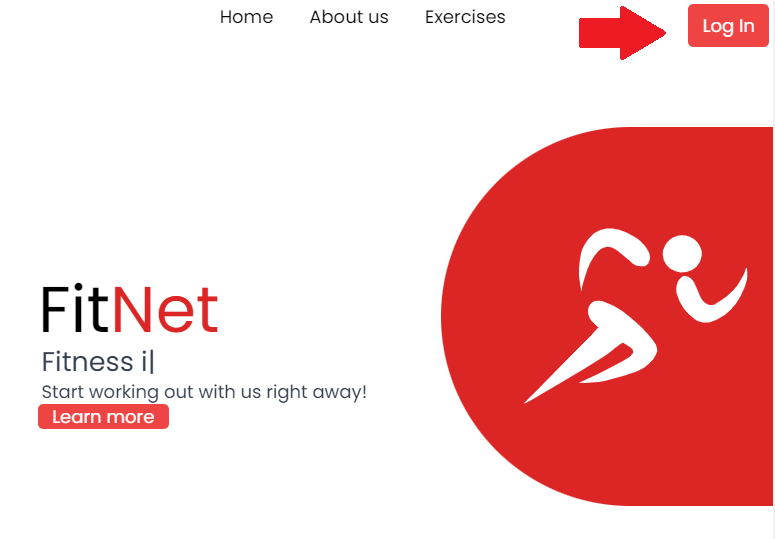 Home About us Exercises Log In
FitNet
Fitness i|
Start working out with us right away!
Learn more